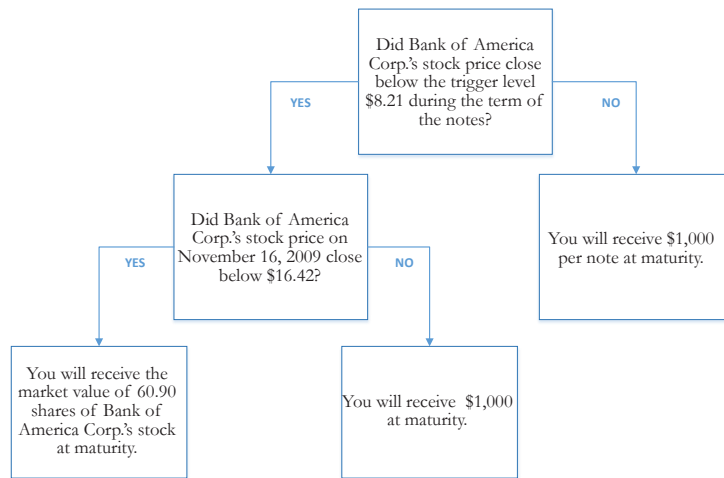 Did Bank of America
Corp.'s stock price close
below the trigger level
$8.21 during the term of
the notes?
YES
NO
Did Bank of America
Corp.'s stock price on
November 16, 2009 close
below $16.42?
You will receive $1,000
per note at maturity.
YES
NO
You will receive the
market value of 60.90
shares of Bank of
America Corp.'s stock
at maturity.
You will receive $1,000
at maturity.